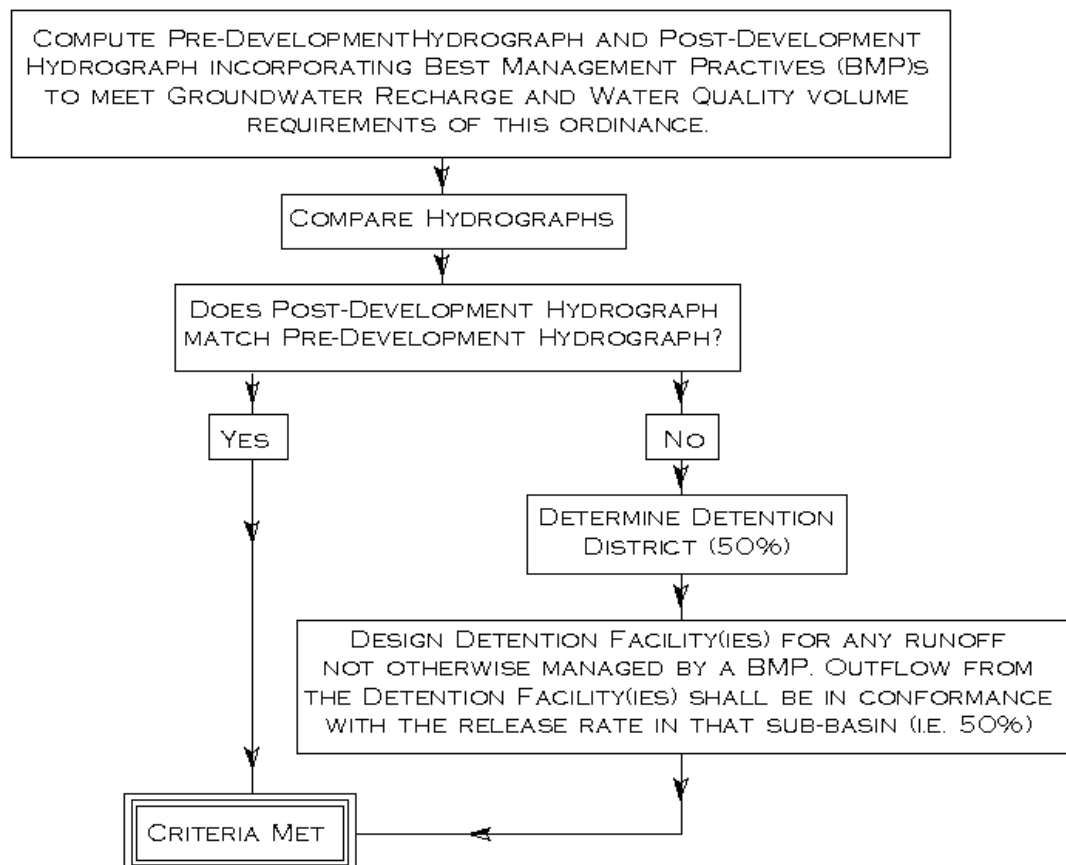 Compute Pre-DevelopmentHydrograph and Post-Development
Hydrograph incorporating Best Management Practives (BMP)s
to meet Groundwater Recharge and Water Quality volume
requirements of this ordinance.
Compare Hydrographs
Does Post-Development Hydrograph
match Pre-Development Hydrograph?
Yes
No
Determine Detention
District (50%)
Design Detention Facility(ies) for any runoff
not otherwise managed by a BMP. Outflow from
the Detention Facility(ies) shall be in conformance
with the release rate in that sub-basin (i.e. 50%)
Criteria Met